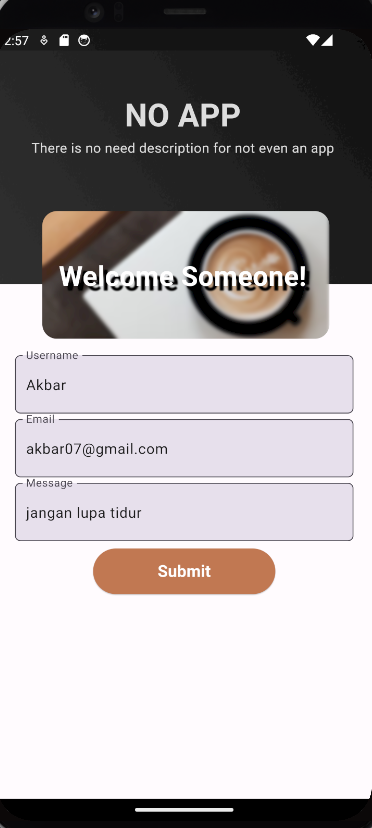 2:57
NO APP
There is no need description for not even an app
Welcome Someone!
Username
Akbar
Email
akbar07@gmail.com
Message
jangan lupa tidur
Submit